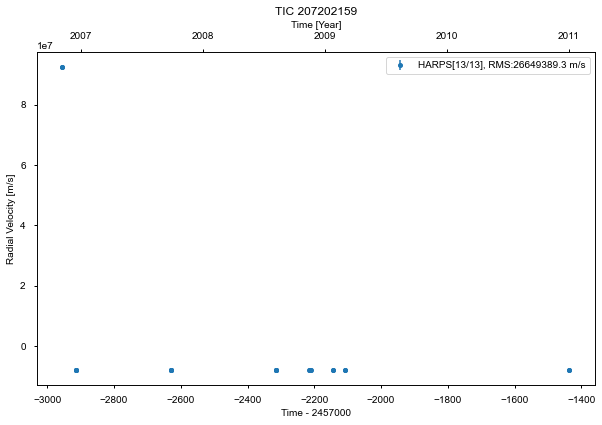 TIC 207202159
Time [Year]
2007 2008 2009 2010 2011
1e7
HARPS[13/13], RMS:26649389.3 m/s
8
6
4
2
0
Radial Velocity [m/s]
−3000 −2800 −2600 −2400 −2200 −2000 −1800 −1600 −1400
Time - 2457000